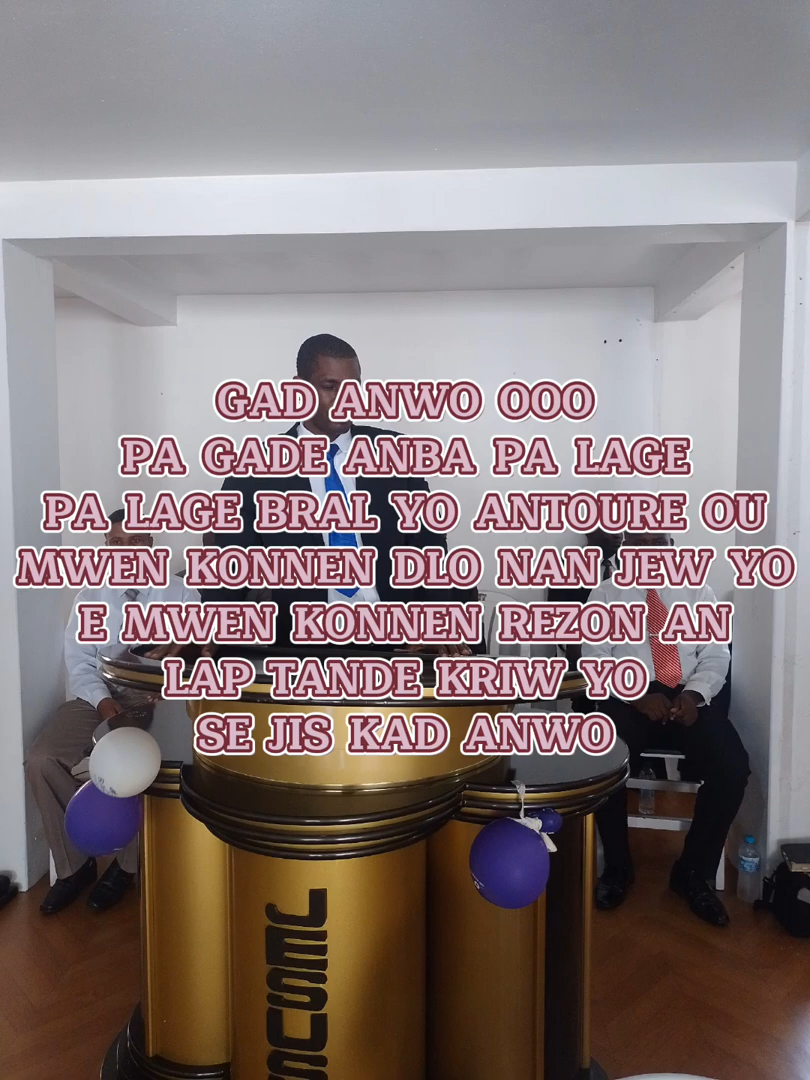 GAD ANWO OOO
PA GADE ANBA PA LAGE
PA LAGE BRAL YO ANTOURE OU
MWEN KONNEN DLO NAN JEW YO
E MWEN KONNEN REZON AN
LAP TANDE KRIW YO
SE JIS KAD ANWO
JESUS